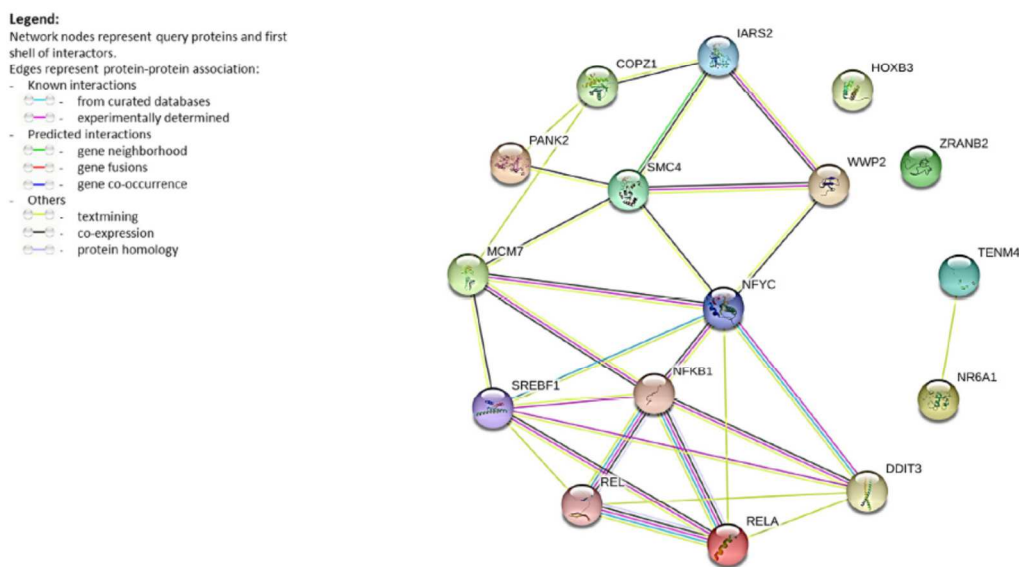 Legend:
Network nodes represent query proteins and first
shell of interactors.
Edges represent protein-protein association:
- Known interactions
- from curated databases
- experimentally determined
- Predicted interactions
- gene neighborhood
- gene fusions
- gene co-occurrence
- Others
- textmining
- co-expression
- protein homology
IARS2
COPZ1
HOXB3
PANK2
ZRANB2
SMC4
WWP2
MCM7
TENM4
NFYC
NFKB1
SREBF1
NR6A1
DDIT3
REL
RELA